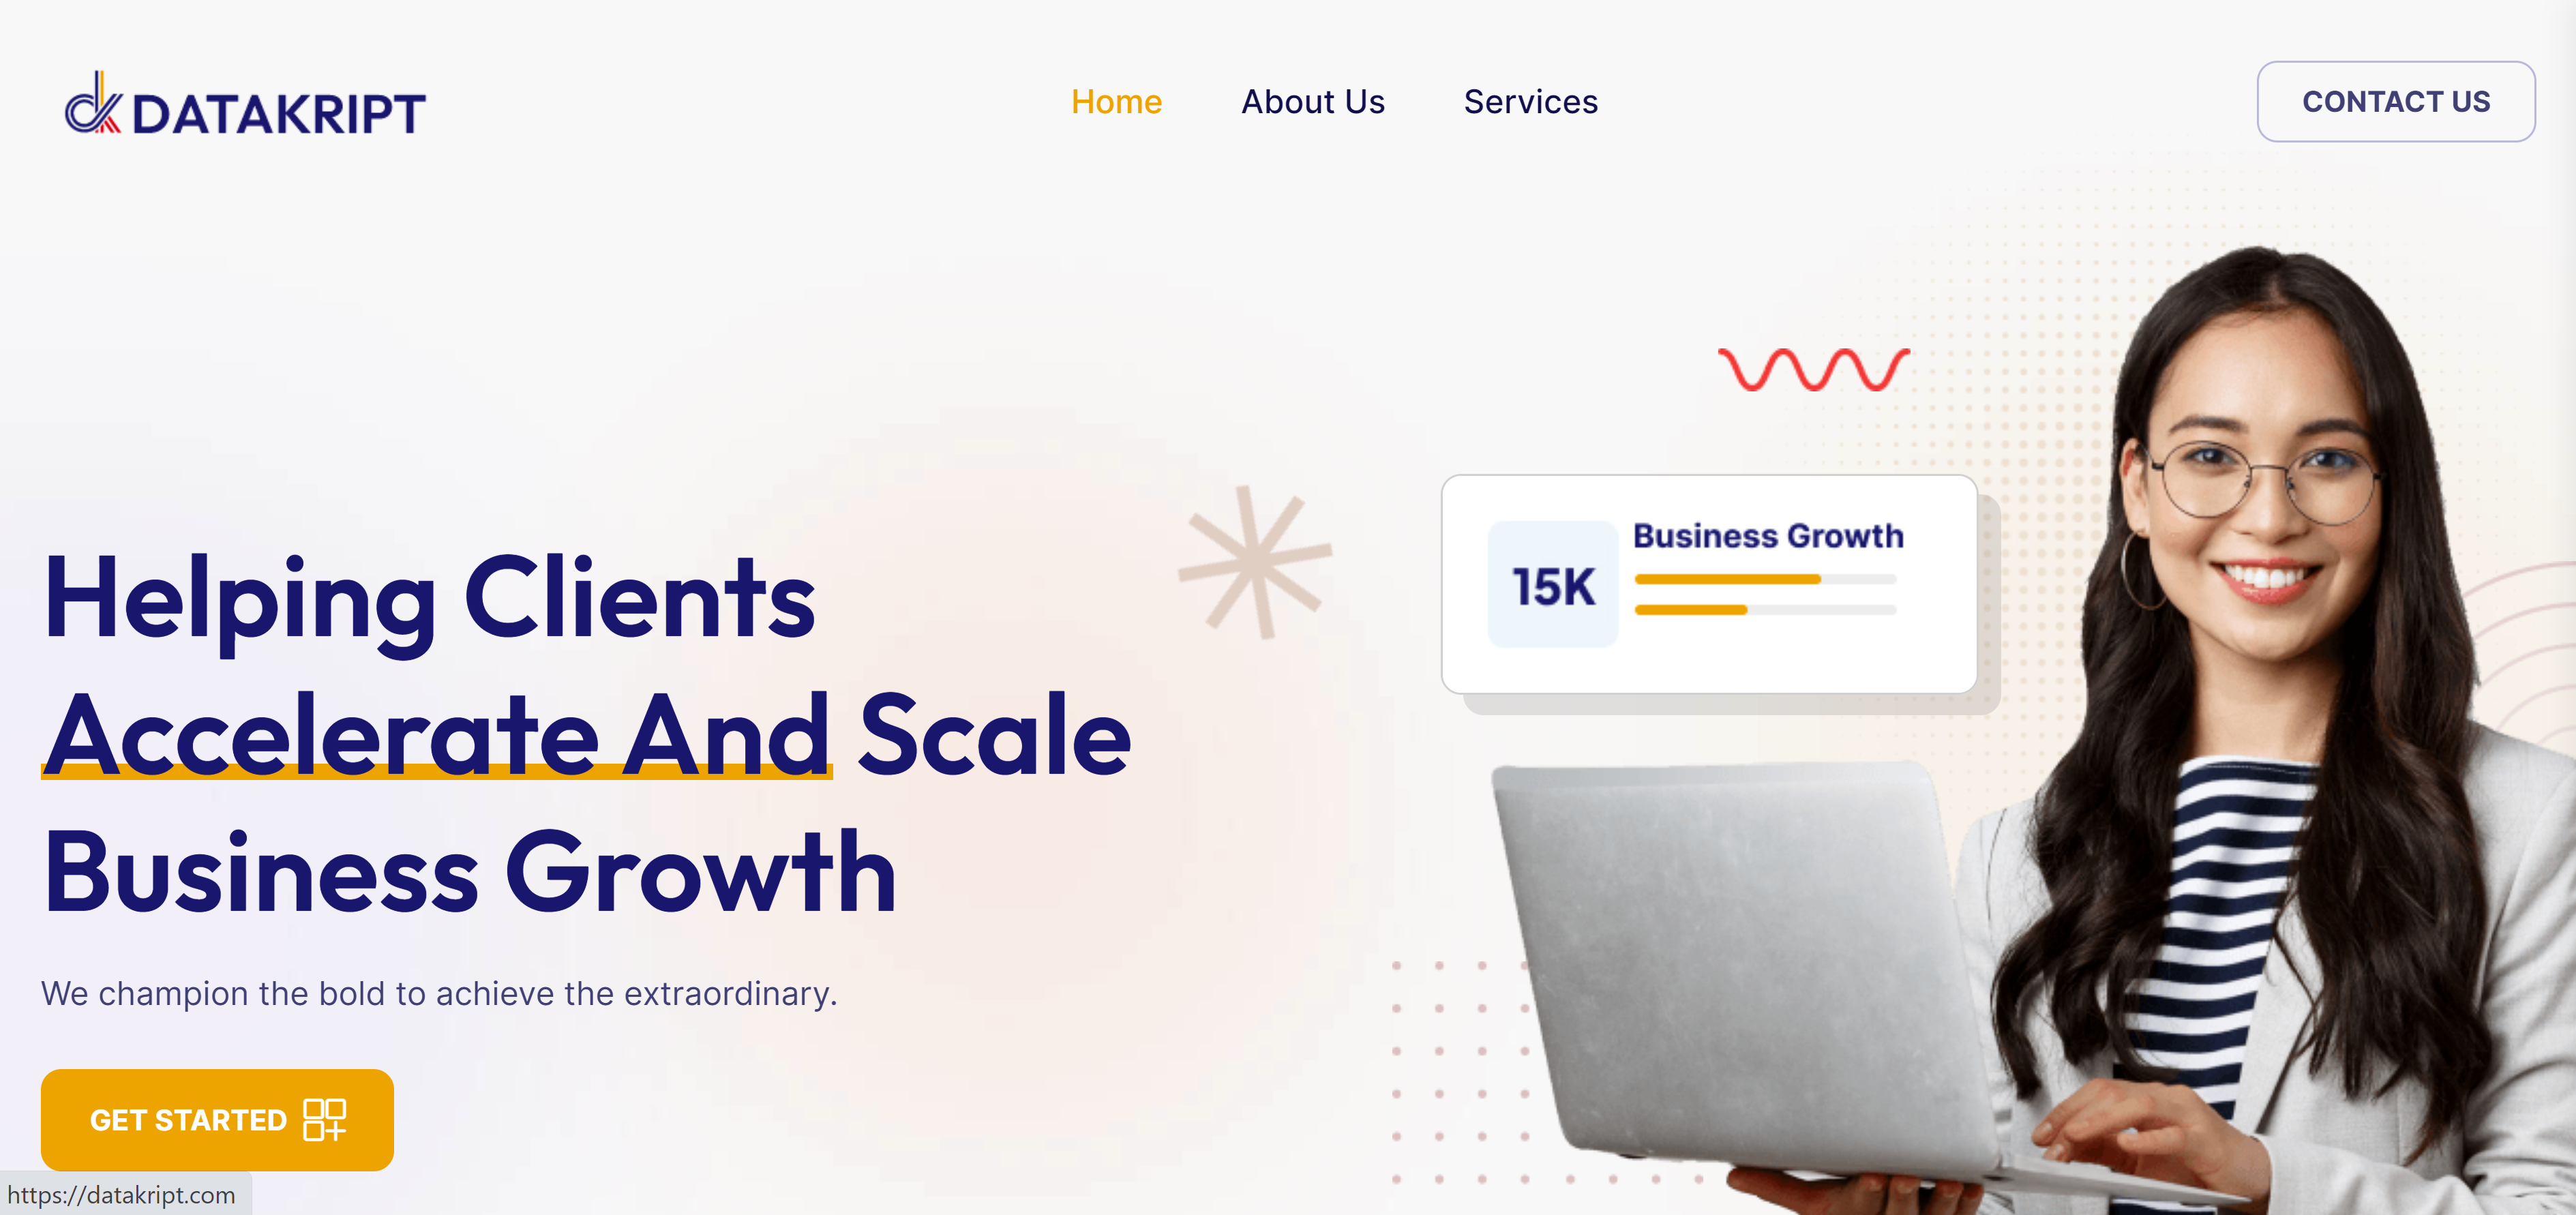 dk DATAKRIPT
Home
About Us
Services
CONTACT US
Helping Clients
Accelerate And Scale
Business Growth
We champion the bold to achieve the extraordinary.
GET STARTED
15K
Business Growth
https://datakript.com